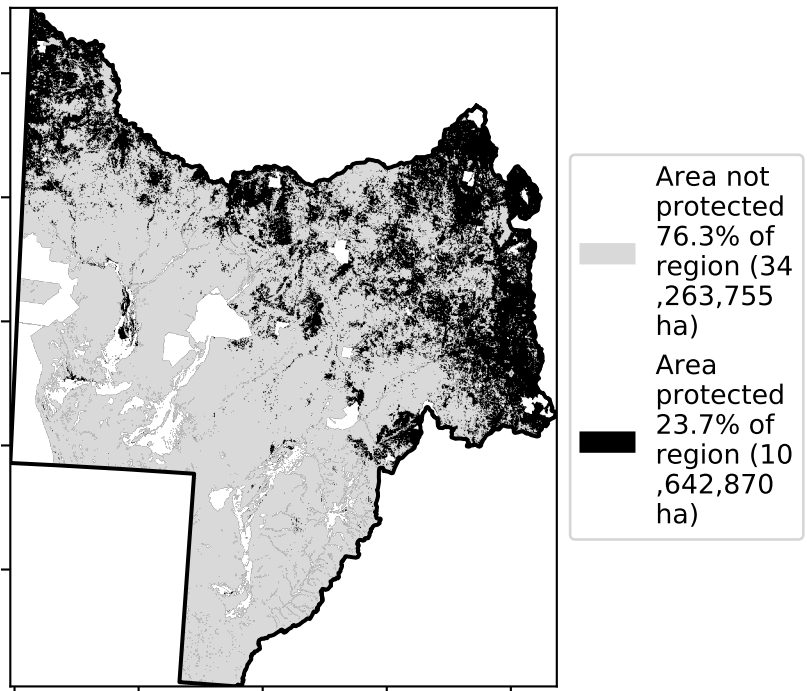 Area not
protected
76.3% of
region (34
,263,755
ha)
Area
protected
23.7% of
region (10
,642,870
ha)